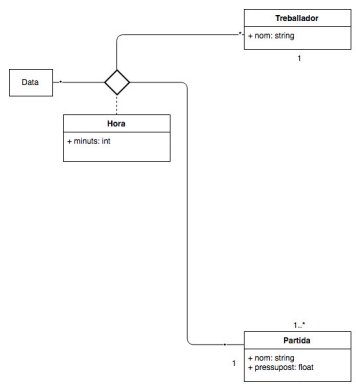 Treballador
+ nom: string
*
1
Data
*
Hora
+ minuts: int
1..*
Partida
*
1
+ nom: string
+ pressupost: float